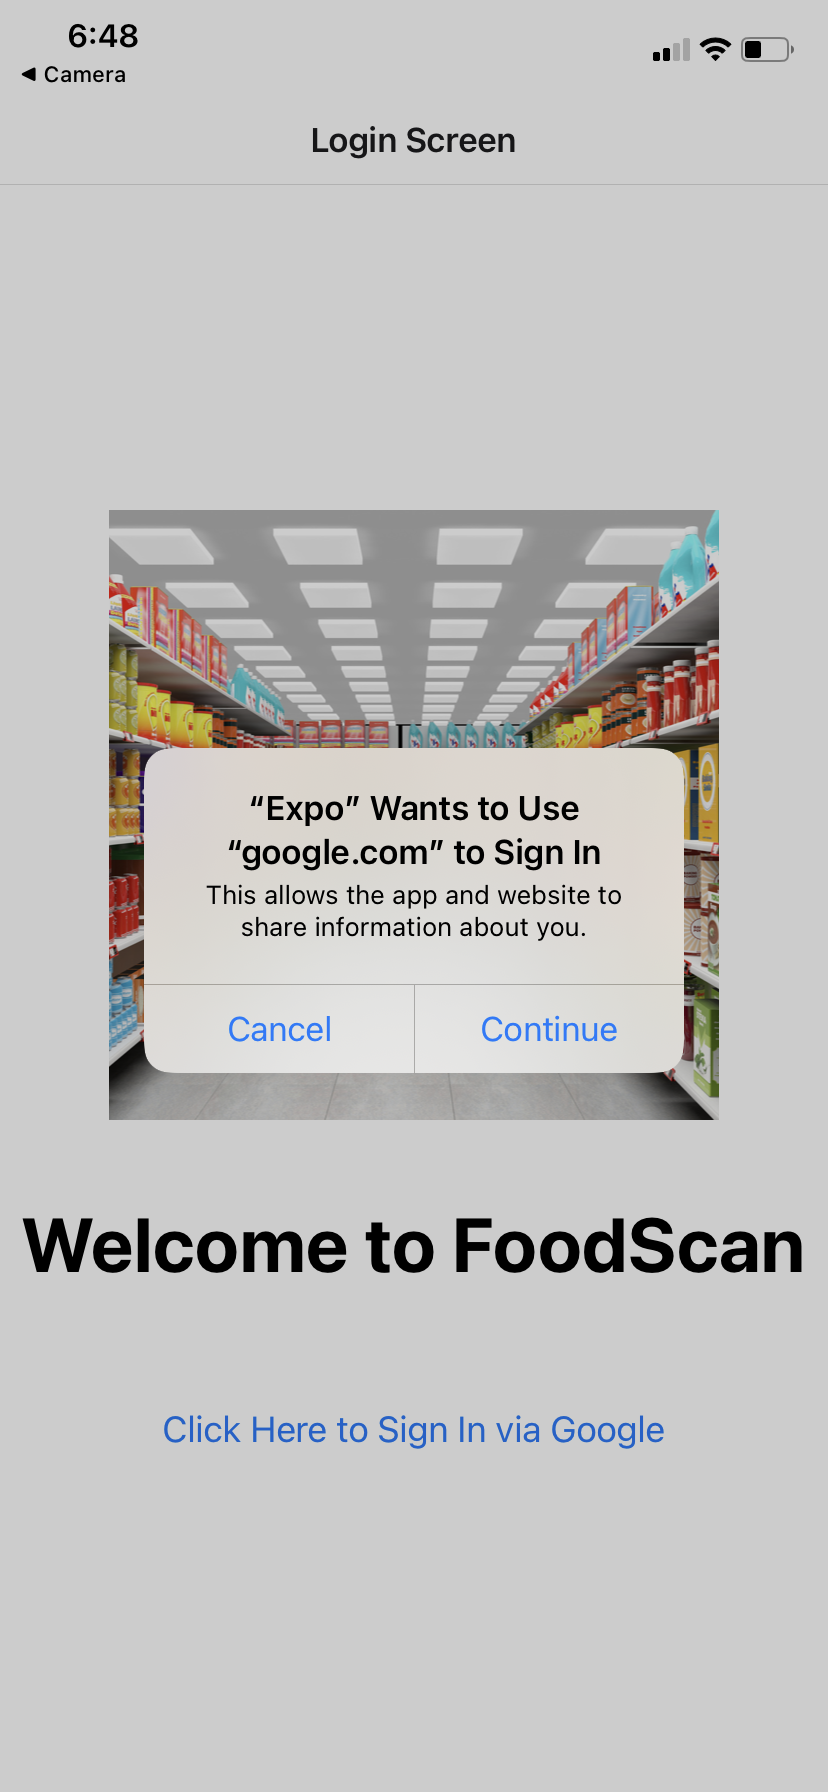 6:48
◀ Camera
Login Screen
“Expo” Wants to Use
“google.com” to Sign In
This allows the app and website to
share information about you.
Cancel
Continue
Welcome to FoodScan
Click Here to Sign In via Google